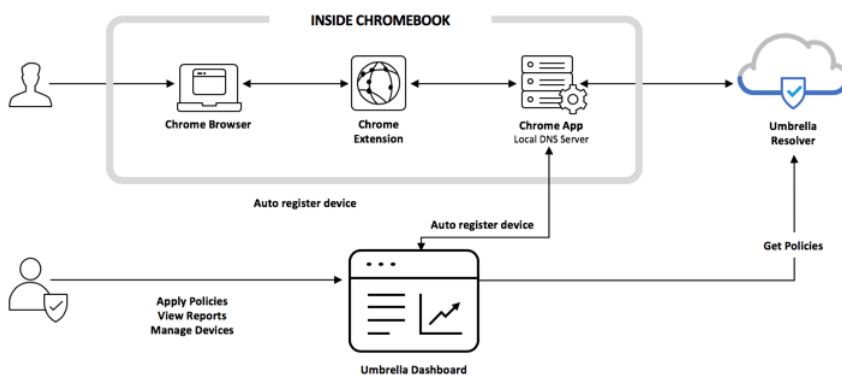 INSIDE CHROMEBOOK
Chrome Browser
Chrome
Extension
Chrome App
Local DNS Server
Umbrella
Resolver
Auto register device
Auto register device
Get Policies
Apply Policies
View Reports
Manage Devices
Umbrella Dashboard